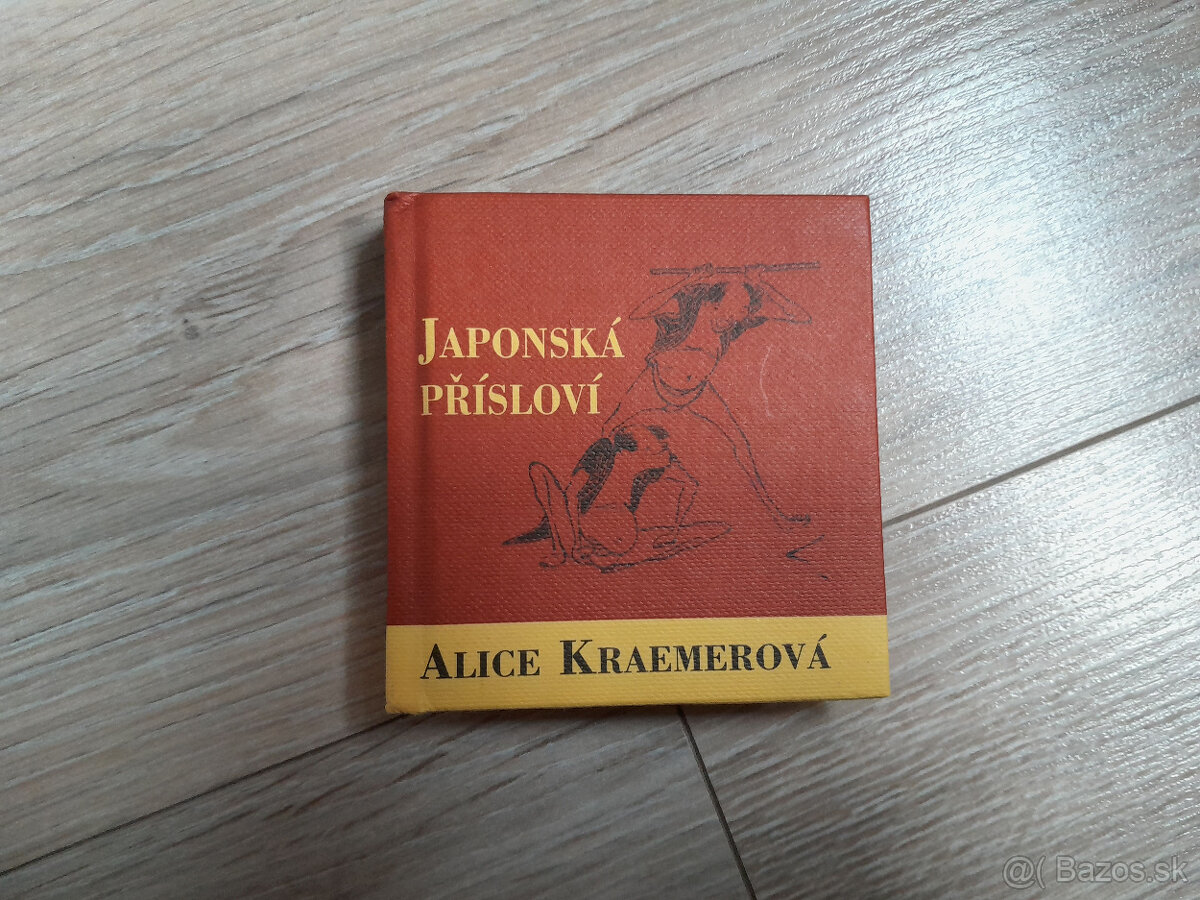 Japonská
přísloví
Alice Kraemerová
@( Bazos.sk